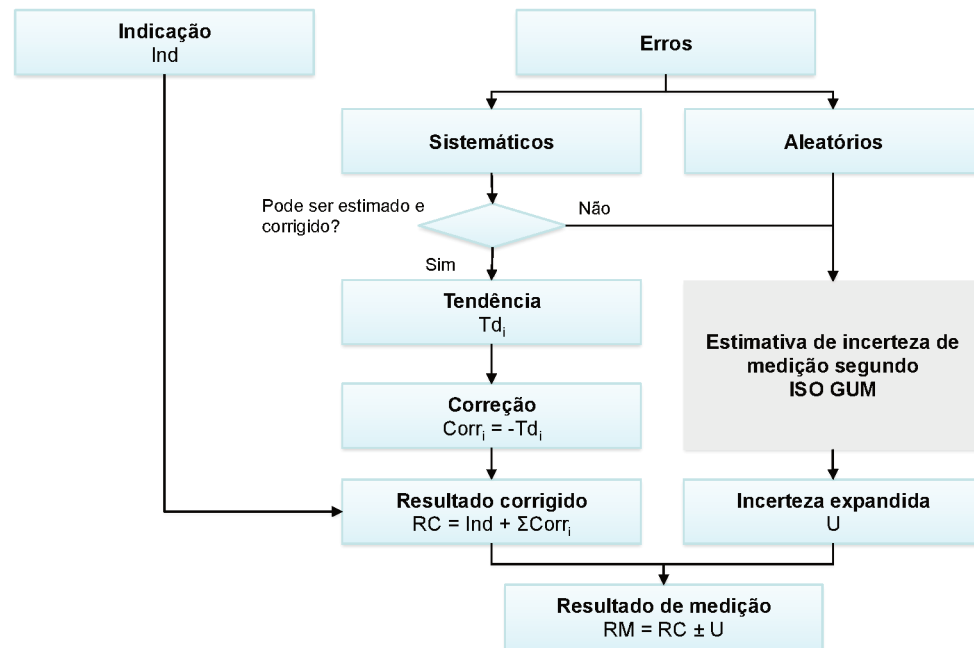 Indicação
Ind
Erros
Sistemáticos
Aleatórios
Pode ser estimado e
corrigido?
Não
Sim
Tendência
Tdi
Estimativa de incerteza de
medição segundo
ISO GUM
Correção
Corri = -Tdi
Resultado corrigido
RC = Ind + ΣCorri
Incerteza expandida
U
Resultado de medição
RM = RC ± U